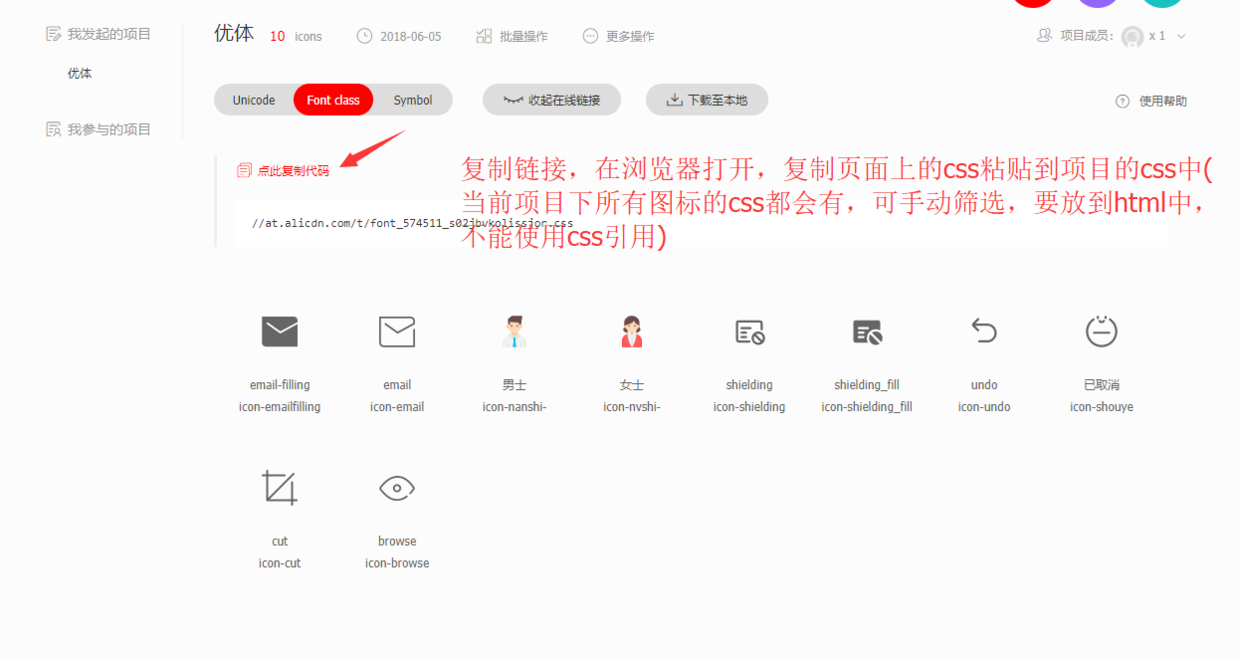 我发起的项目
优体
我参与的项目
优体 10 icons 2018-06-05 批量操作 更多操作 项目成员: x 1
Unicode Font class Symbol 收起在线链接 下载至本地 使用帮助
点此复制代码
复制链接，在浏览器打开，复制页面上的css粘贴到项目的css中(
当前项目下所有图标的css都会有，可手动筛选，要放到html中，
不能使用css引用)
//at.alicdn.com/t/font_574511_s02jbvkolissjor.css
email-filling email 男士 女士 shielding shielding_fill undo 已取消
icon-emailfilling icon-email icon-nanshi- icon-nvshi- icon-shielding icon-shielding_fill icon-undo icon-shouye
cut browse
icon-cut icon-browse